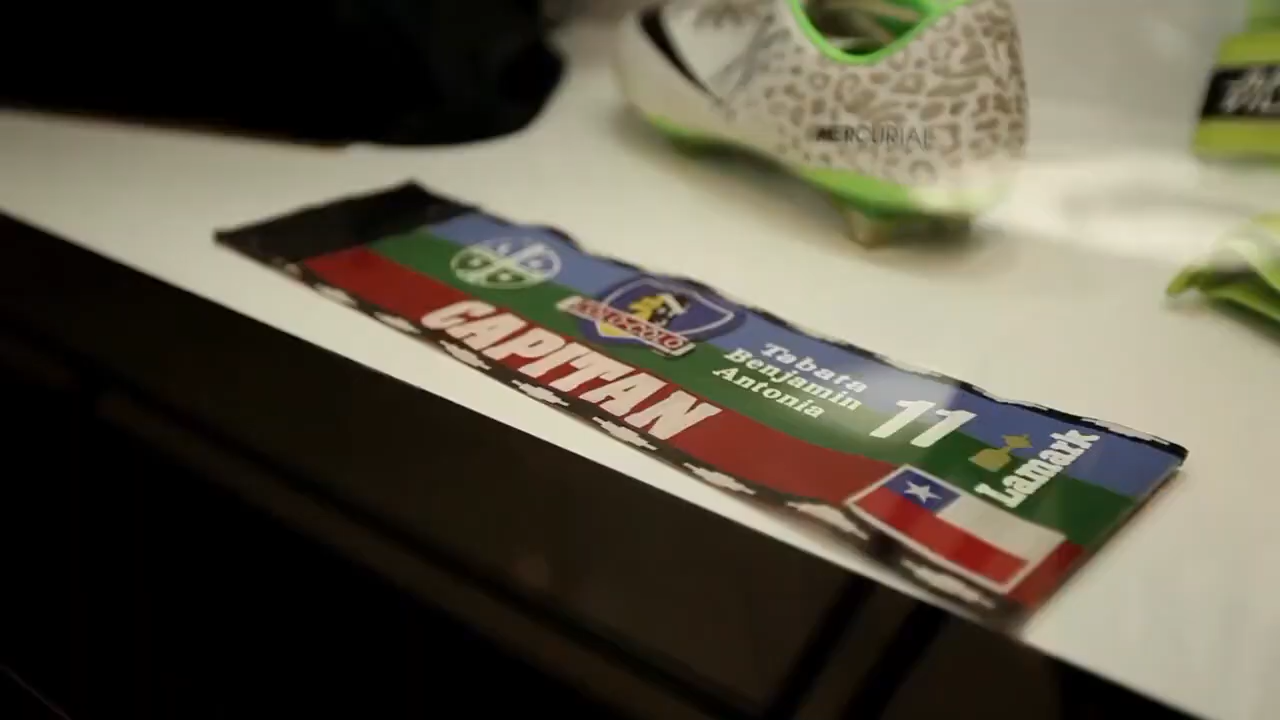 MERCURIAL
CAPITAN
Tabata
Benjamin
Antonia
11
Lamark